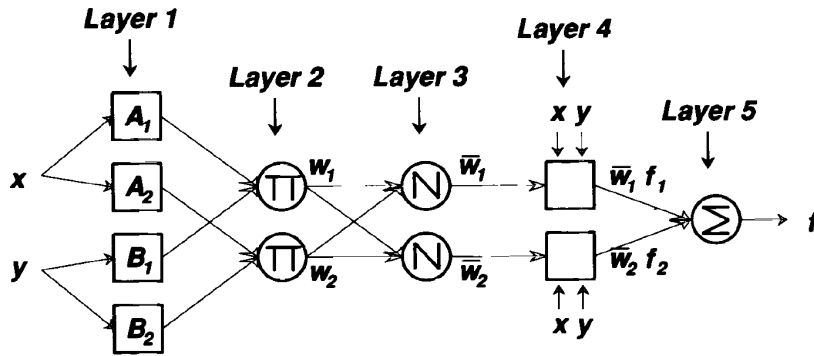 Layer 1
Layer 2
Layer 3
Layer 4
Layer 5
x y
A₁
A₂
B₁
B₂
x
y
Π
Π
w₁
w̅₂
N
N
w̅₁
w̅₂
w̅₁ f₁
w̅₂ f₂
x y
Σ
f